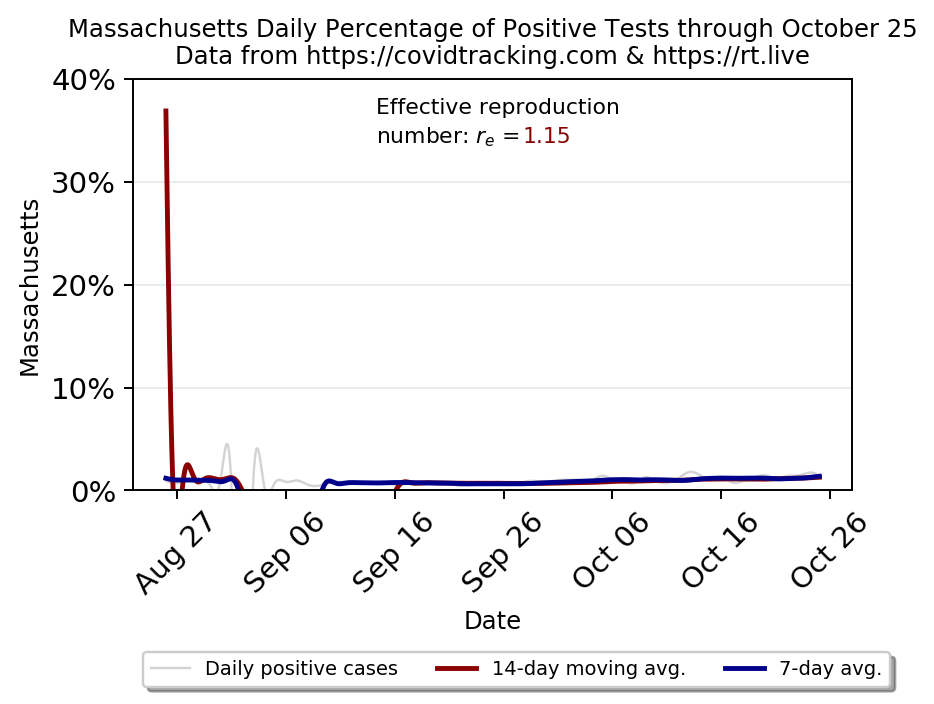 Massachusetts Daily Percentage of Positive Tests through October 25
Data from https://covidtracking.com & https://rt.live
40%
30%
20%
10%
0%
Massachusetts
Effective reproduction
number: rₑ = 1.15
Aug 27
Sep 06
Sep 16
Sep 26
Oct 06
Oct 16
Oct 26
Date
Daily positive cases
14-day moving avg.
7-day avg.